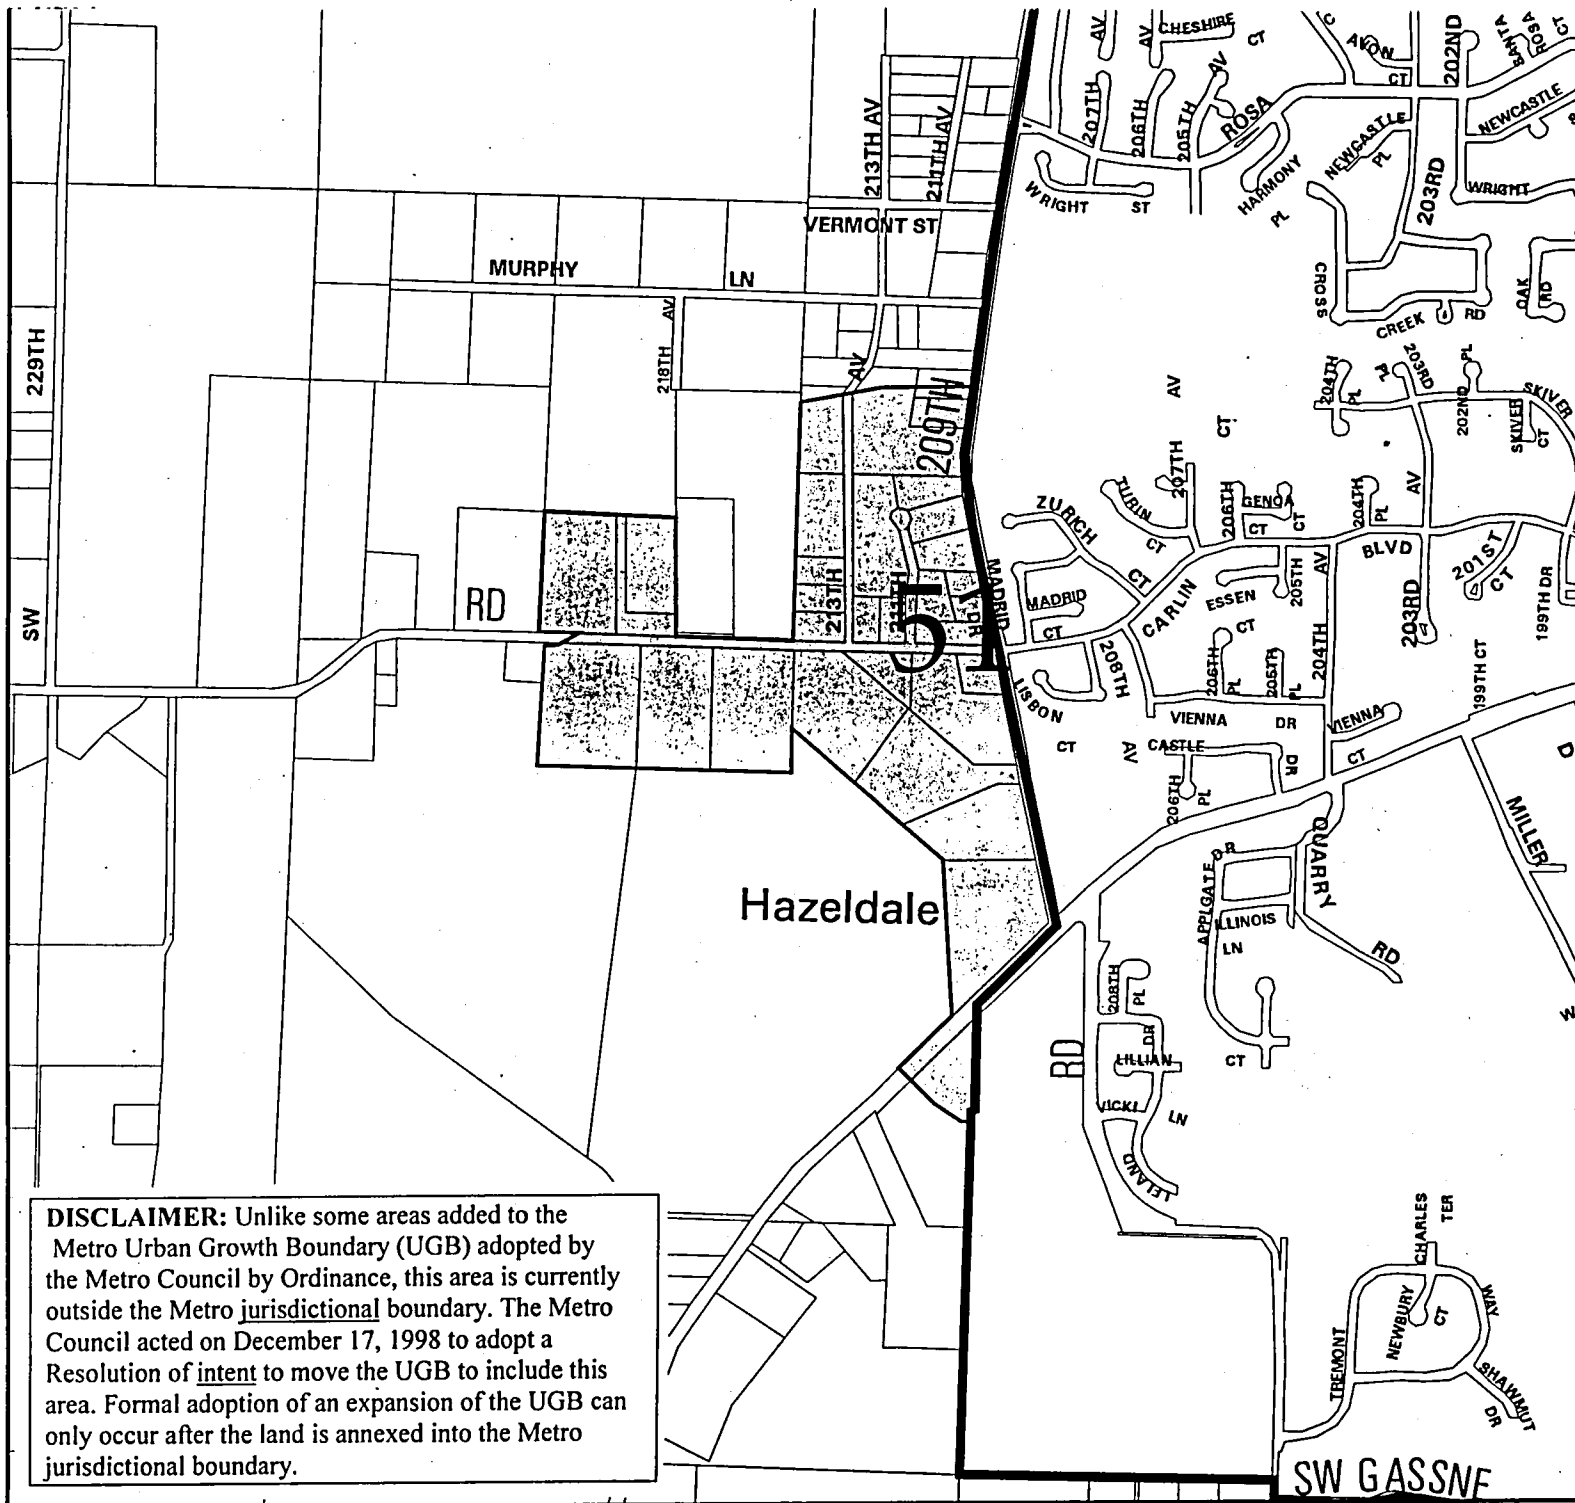 CHESHIRE
AV
AV
CT
AV
C
AVON
CT
202ND
SANTA
ROSA
CT
207TH
206TH
205TH
ROSA
NEWCASTLE
PL
NEWCASTLE
HARMONY
PL
203RD
WRIGHT
WRIGHT
ST
213TH AV
211TH AV
VERMONT ST
MURPHY
LN
218TH
AV
AV
229TH
SW
209TH
CROSS
CREEK
RD
OAK
RD
204TH
PL
PL
203RD
202ND
PL
SKIVER
SKIVER
CT
AV
CT
207TH
TURIN
CT
ZURICH
CT
206TH
GENOA
CT
CT
204TH
PL
AV
BLVD
201ST
CT
199TH DR
RD
213TH
211TH
51
MADRID
DR
MADRID
CT
CARLIN
ESSEN
CT
205TH
AV
204TH
203RD
199TH CT
208TH
AV
LISBON
CT
206TH
PL
205TH
PL
VIENNA
DR
VIENNA
CT
CASTLE
DR
206TH
PL
D
MILLER
QUARRY
RD
Hazeldale
APPLGATE
DR
ILLINOIS
LN
CT
W
208TH
PL
RD
DR
LILLIAN
VICKI
LN
LELAND
CHARLES
TER
NEWBURY
CT
WAY
TREMONT
SHAWMUT
DR
SW GASSNE
DISCLAIMER: Unlike some areas added to the
Metro Urban Growth Boundary (UGB) adopted by
the Metro Council by Ordinance, this area is currently
outside the Metro jurisdictional boundary. The Metro
Council acted on December 17, 1998 to adopt a
Resolution of intent to move the UGB to include this
area. Formal adoption of an expansion of the UGB can
only occur after the land is annexed into the Metro
jurisdictional boundary.